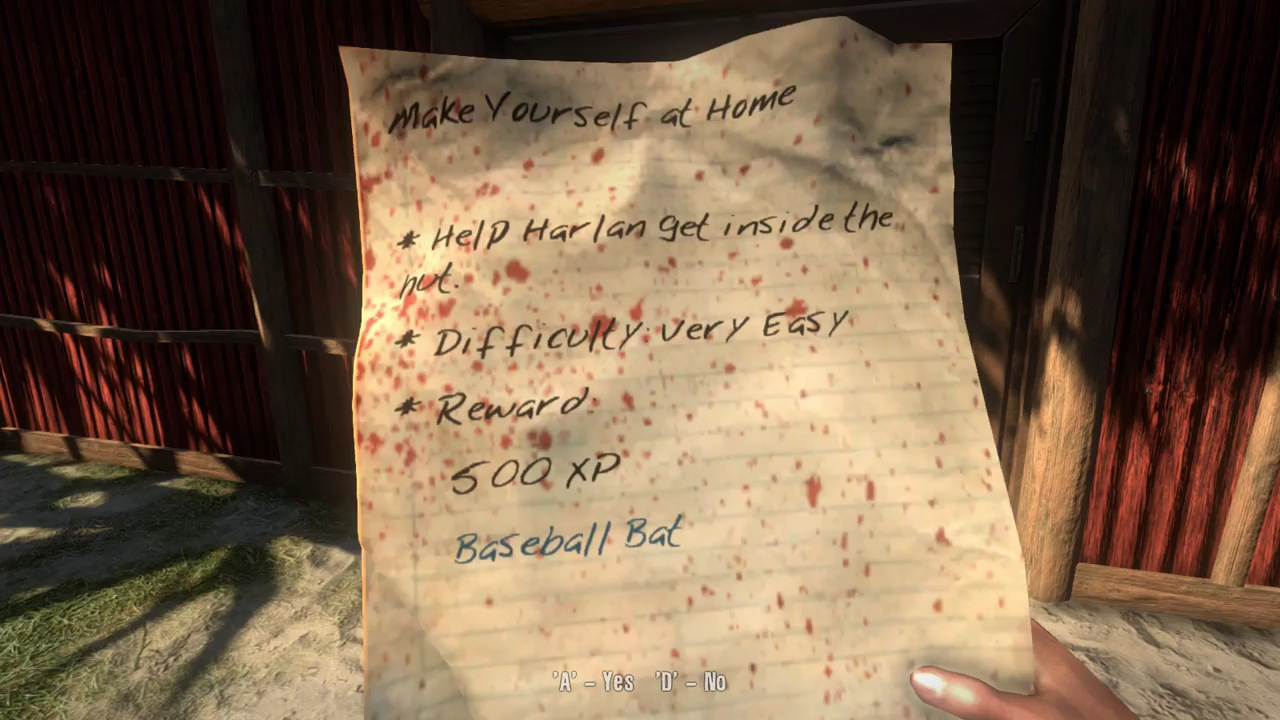 Make Yourself at Home
* Help Harlan get inside the
hut.
* Difficulty: very Easy
* Reward:
500 XP
Baseball Bat
'A' - Yes 'D' - No